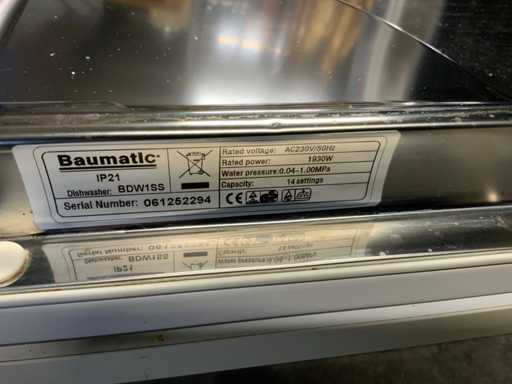 Baumatic®
IP21
Dishwasher: BDW1SS
Serial Number: 061252294
Rated voltage: AC230V/50Hz
Rated power: 1930W
Water pressure: 0.04-1.00MPa
Capacity: 14 settings
CE